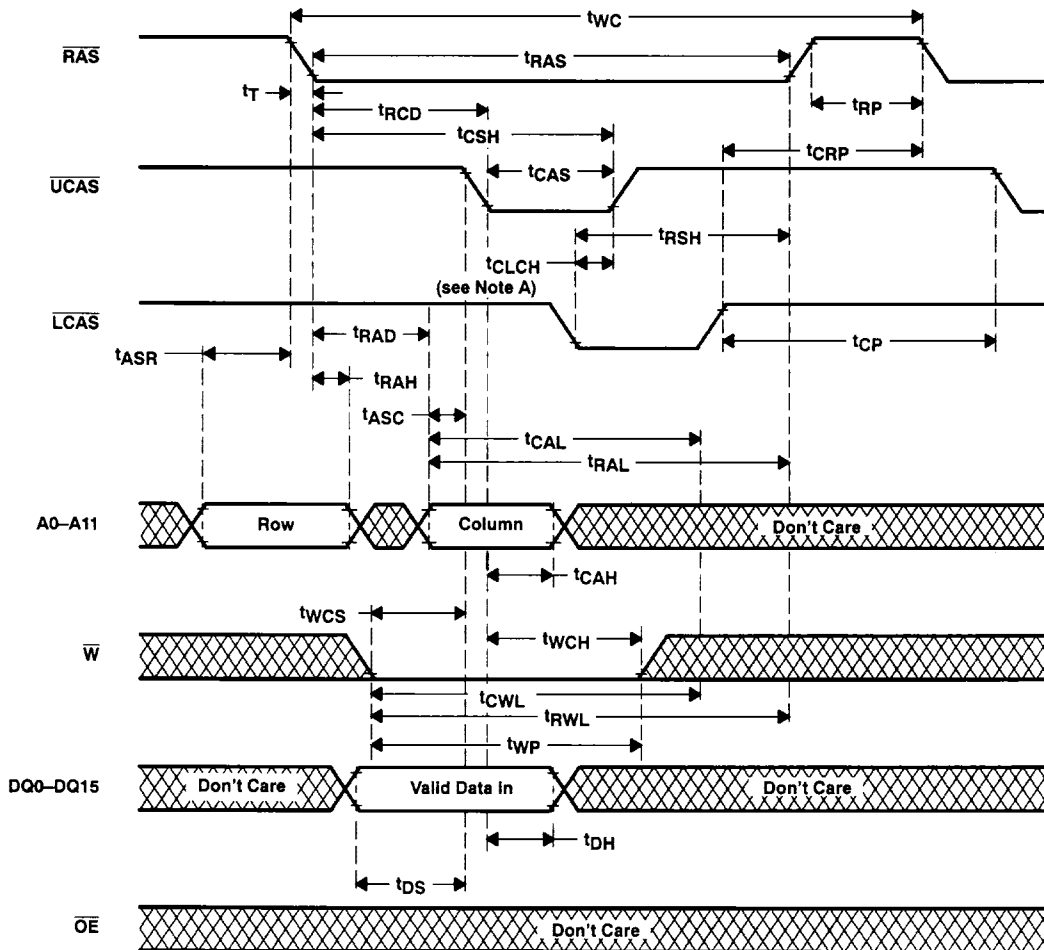 tWC
RAS
tRAS
tT
tRCD
tRP
tCSH
tCRP
UCAS
tCAS
tRSH
tCLCH
(see Note A)
LCAS
tRAD
tCP
tASR
tRAH
tASC
tCAL
tRAL
A0–A11
Row
Column
Don't Care
tCAH
tWCS
W
tWCH
tCWL
tRWL
tWP
DQ0–DQ15
Don't Care
Valid Data in
Don't Care
tDH
tDS
OE
Don't Care